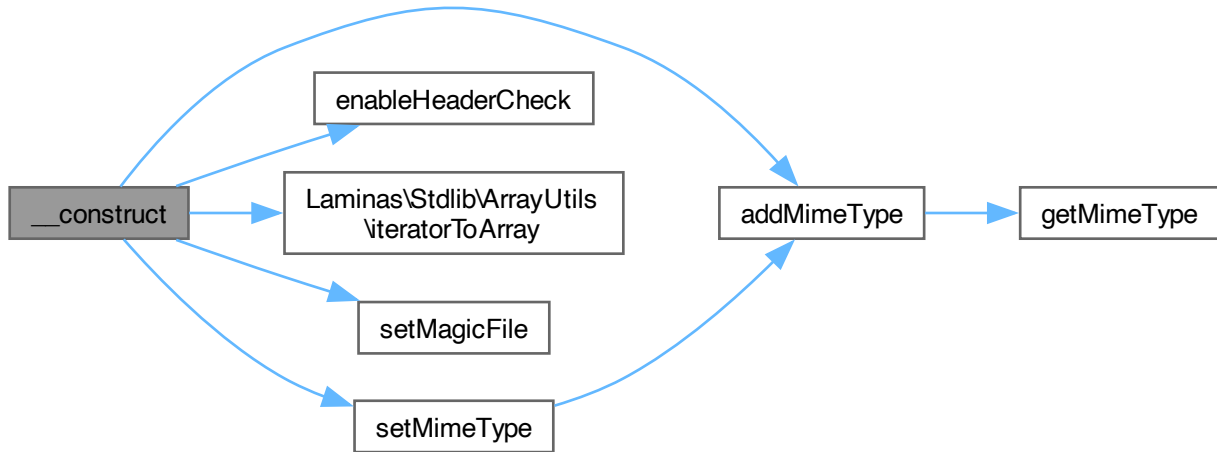 enableHeaderCheck
__construct
Laminas\Stdlib\ArrayUtils
\iteratorToArray
addMimeType
getMimeType
setMagicFile
setMimeType